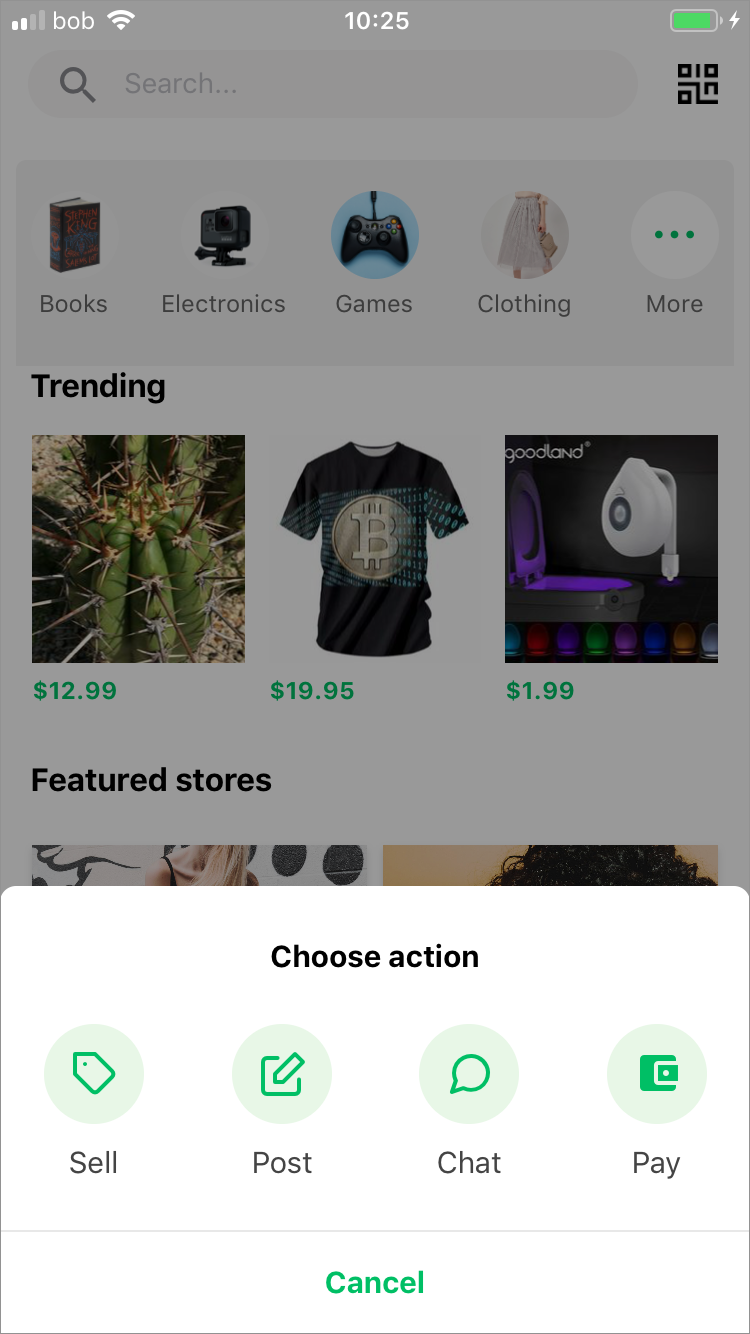 bob 10:25
Search...
STEPHEN
KING
Books Electronics Games Clothing More
Trending
goodland®
$12.99 $19.95 $1.99
Featured stores
Choose action
Sell Post Chat Pay
Cancel